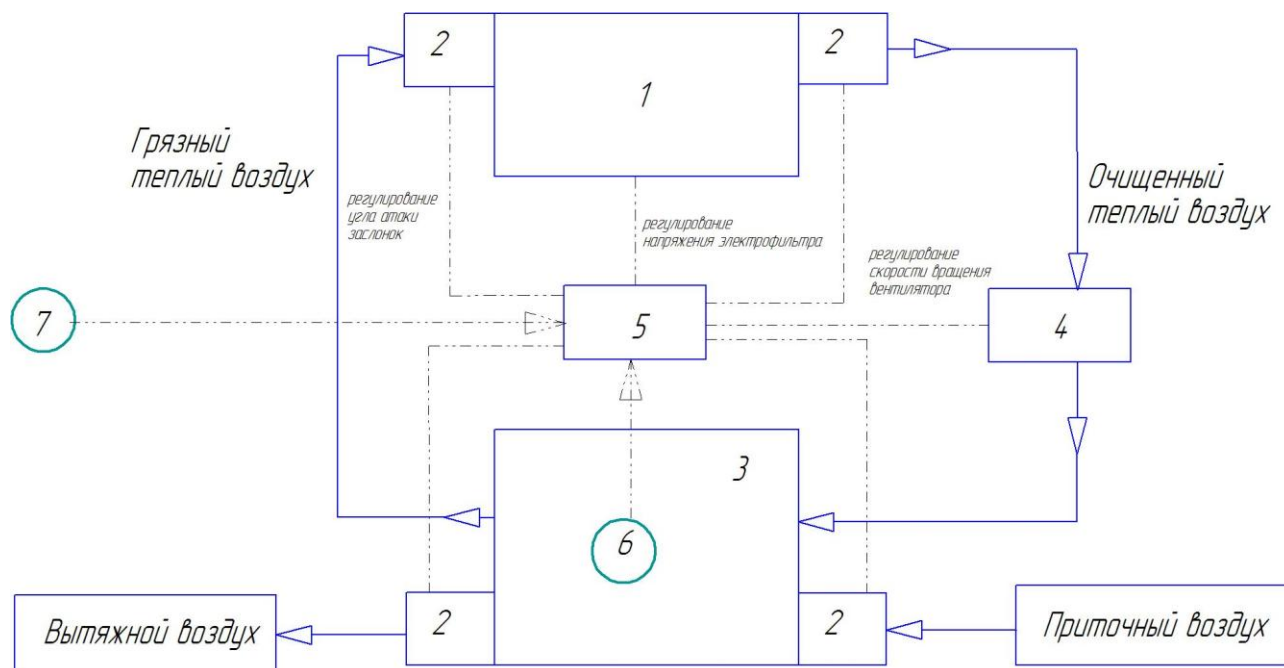 2
2
1
Грязный
теплый воздух
регулирование
угла атаки
заслонок
регулирование
напряжения электрофильтра
Очищенный
теплый воздух
регулирование
скорости вращения
вентилятора
7
5
4
3
6
Вытяжной воздух
2
2
Приточный воздух